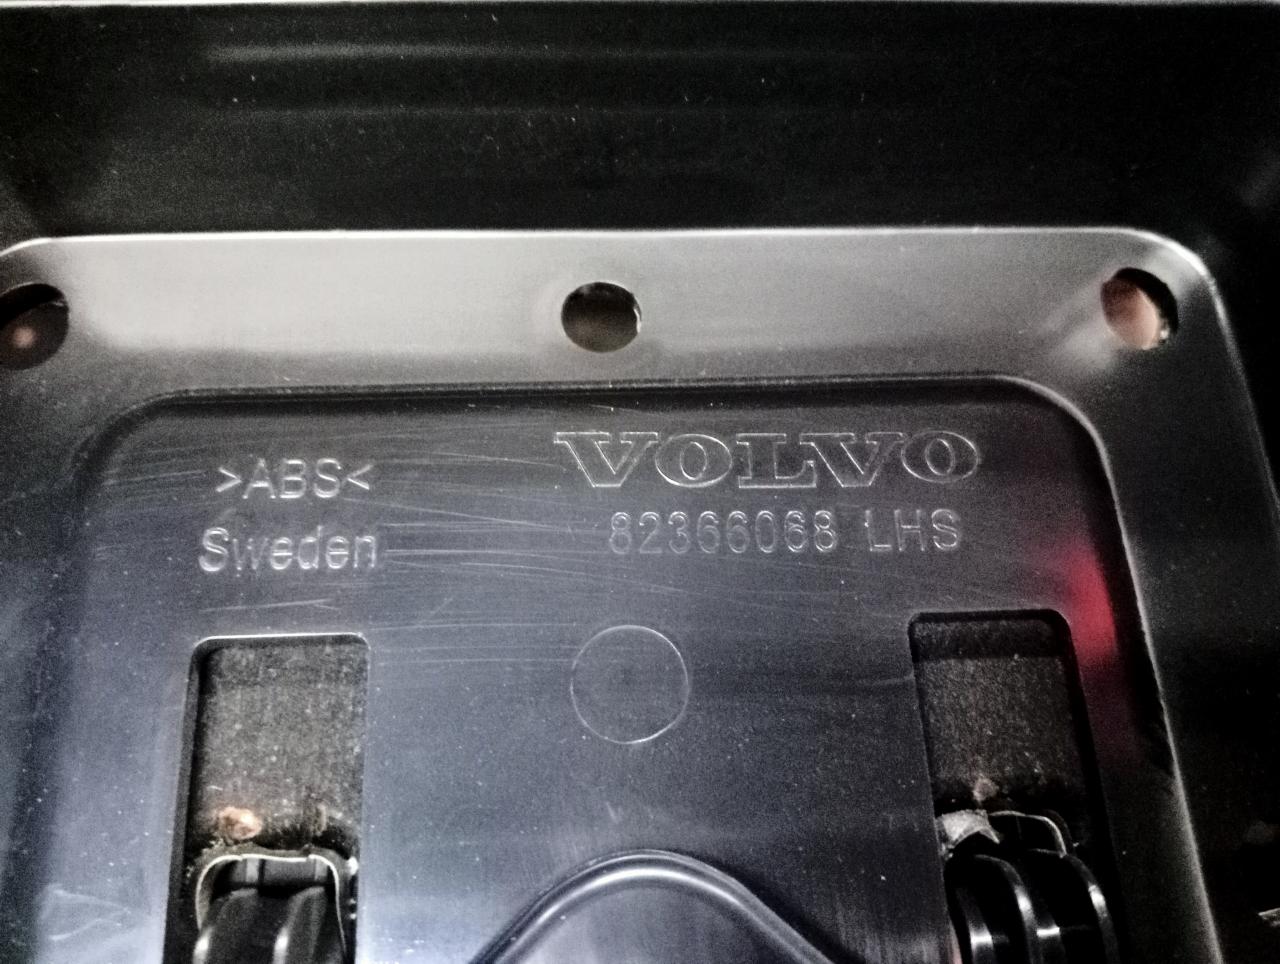 >ABS<
Sweden
VOLVO
82366068 LHS